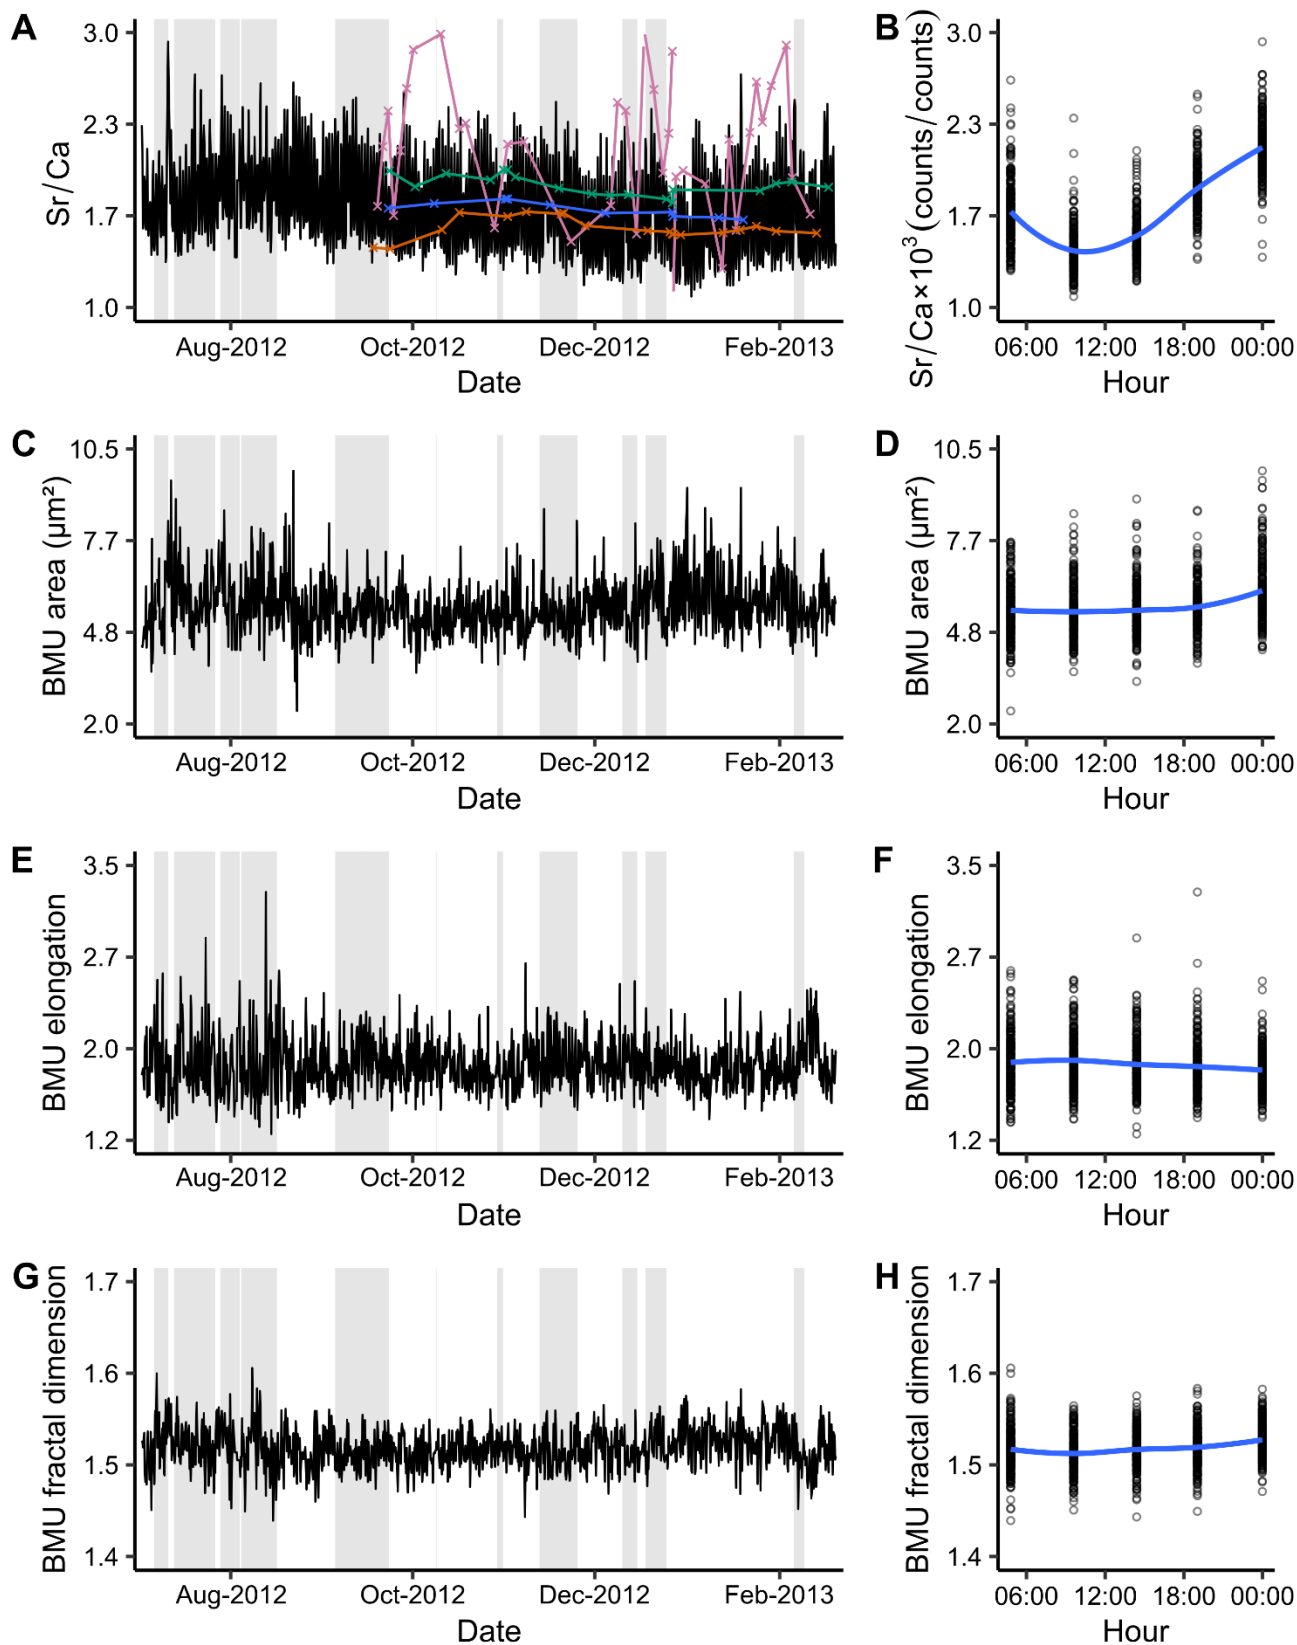 A
Sr/Ca
3.0
2.3
1.7
1.0
Aug-2012
Oct-2012
Dec-2012
Feb-2013
Date
B
Sr/Ca×10³(counts/counts)
3.0
2.3
1.7
1.0
06:00
12:00
18:00
00:00
Hour
C
BMU area (µm²)
10.5
7.7
4.8
2.0
Aug-2012
Oct-2012
Dec-2012
Feb-2013
Date
D
BMU area (µm²)
10.5
7.7
4.8
2.0
06:00
12:00
18:00
00:00
Hour
E
BMU elongation
3.5
2.7
2.0
1.2
Aug-2012
Oct-2012
Dec-2012
Feb-2013
Date
F
BMU elongation
3.5
2.7
2.0
1.2
06:00
12:00
18:00
00:00
Hour
G
BMU fractal dimension
1.7
1.6
1.5
1.4
Aug-2012
Oct-2012
Dec-2012
Feb-2013
Date
H
BMU fractal dimension
1.7
1.6
1.5
1.4
06:00
12:00
18:00
00:00
Hour